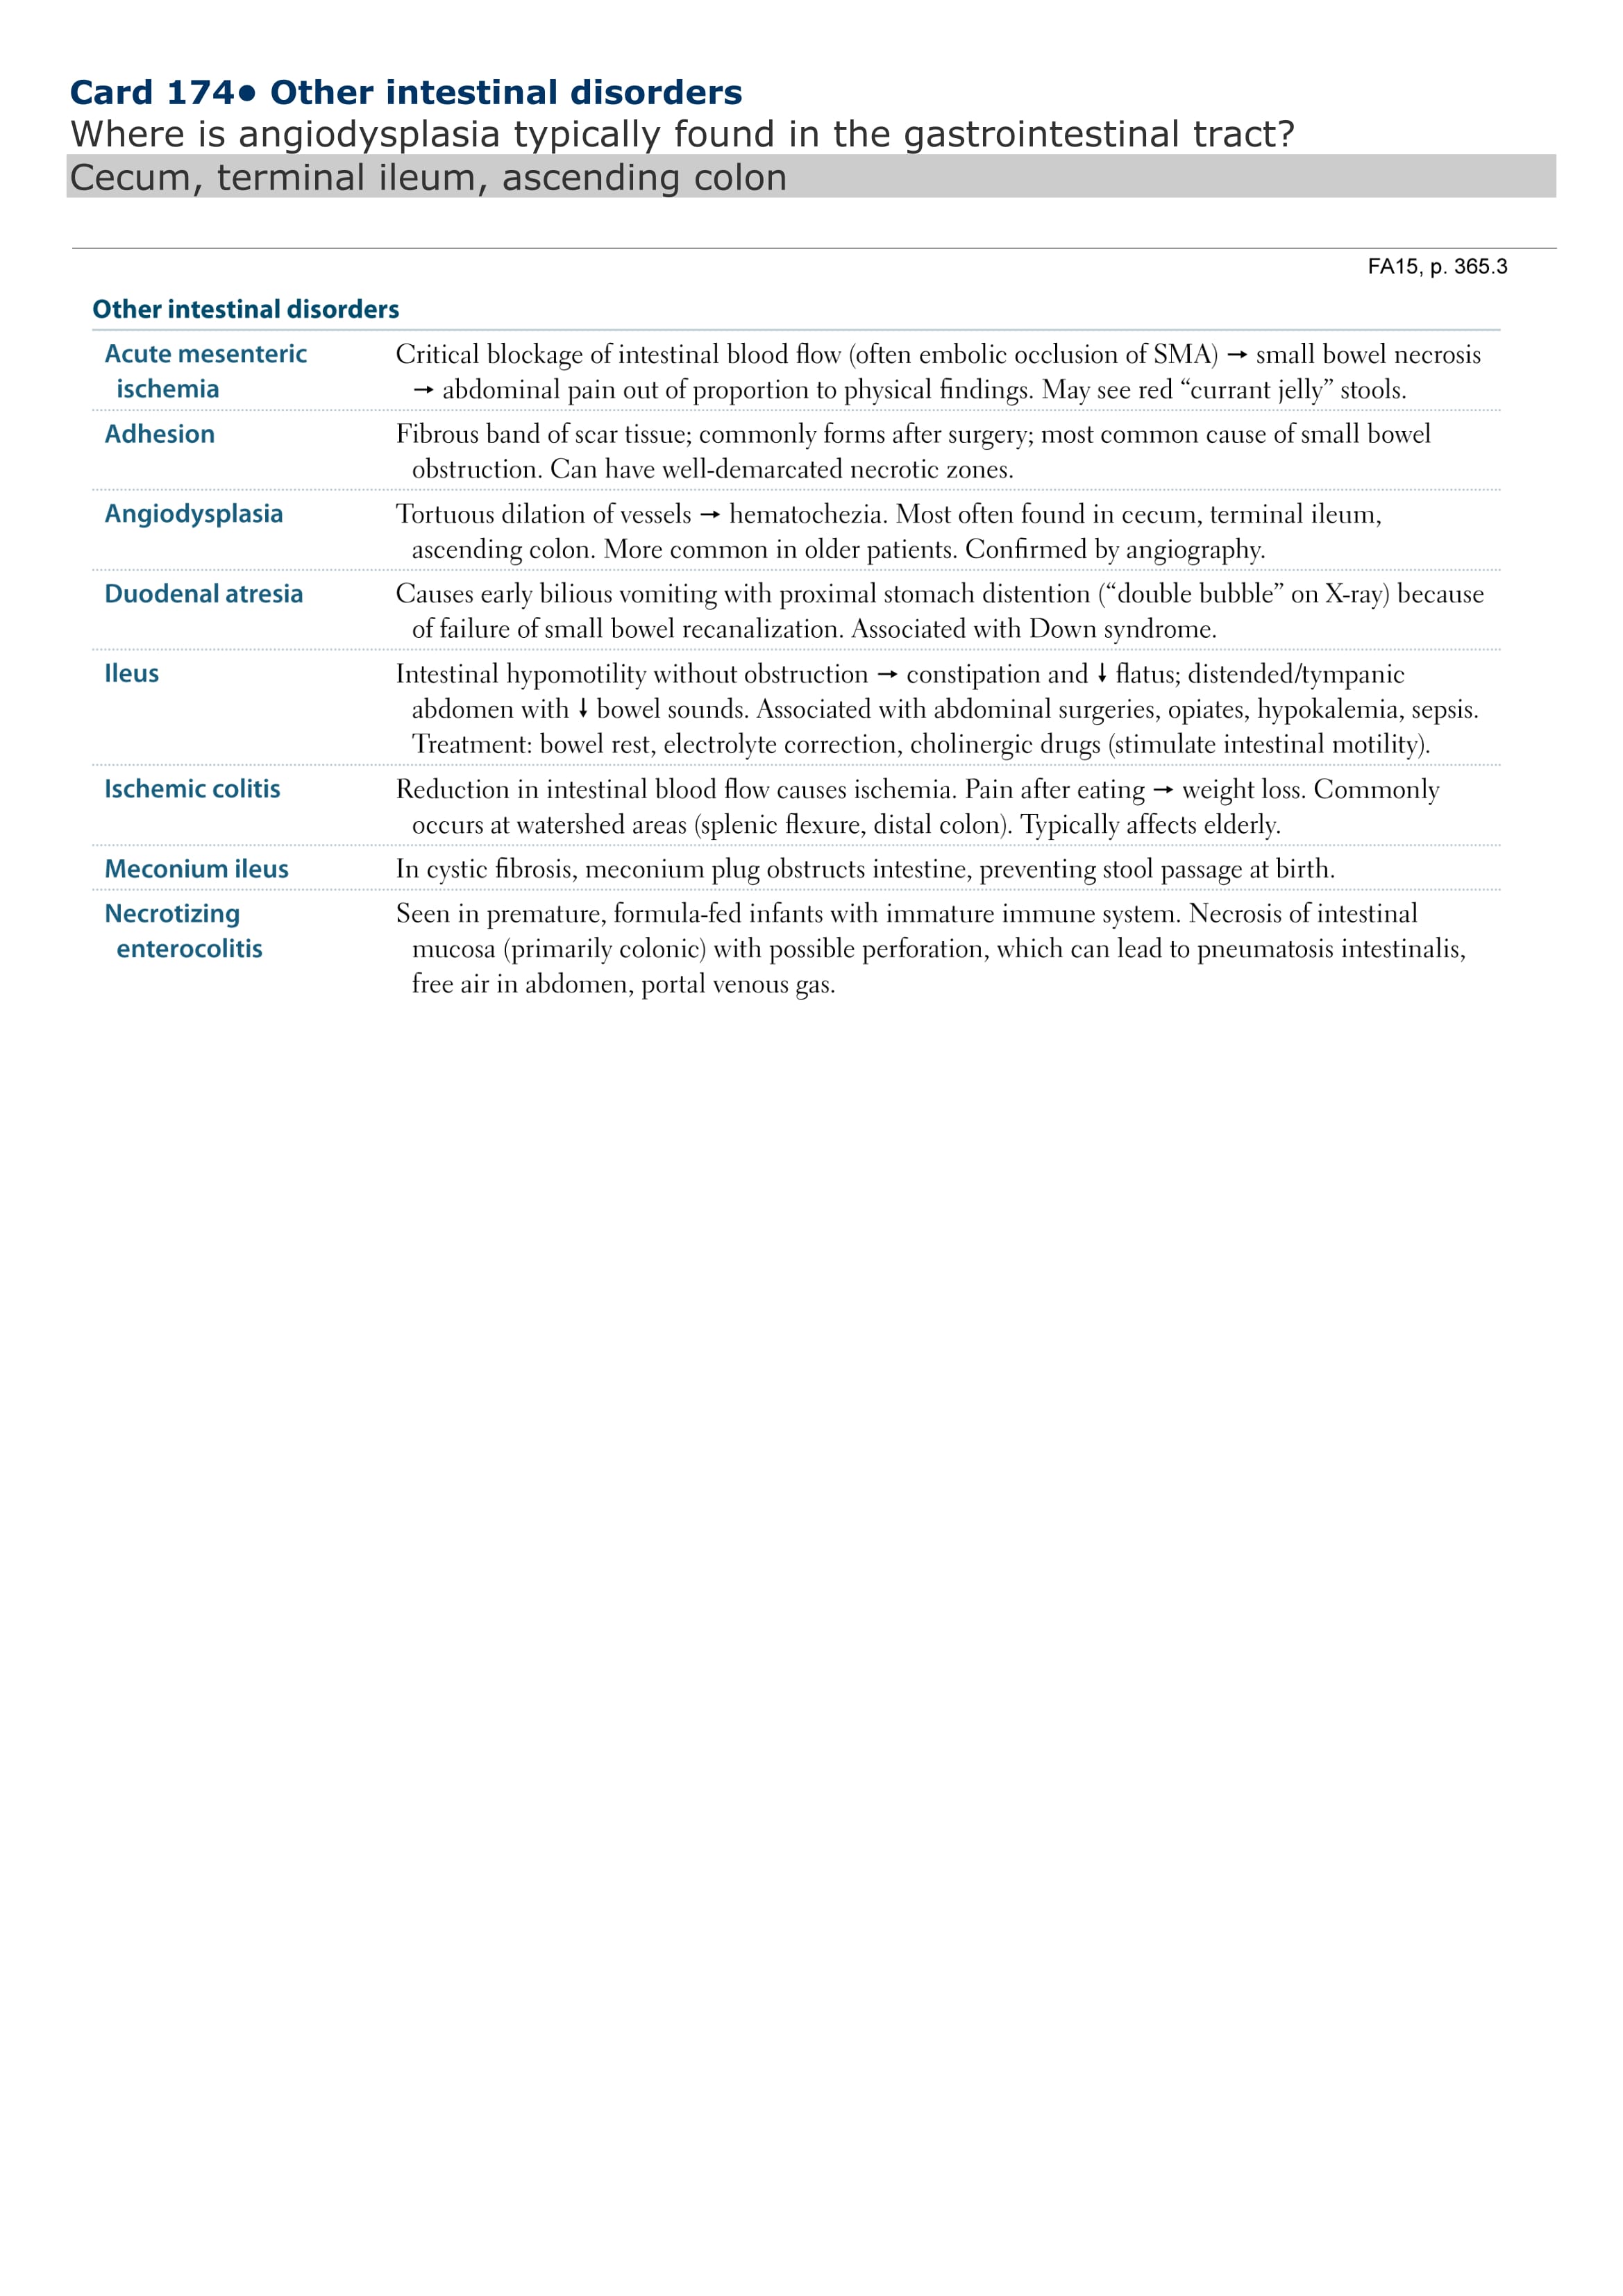 Card 174• Other intestinal disorders
Where is angiodysplasia typically found in the gastrointestinal tract?
Cecum, terminal ileum, ascending colon
FA15, p. 365.3
Other intestinal disorders
Acute mesenteric ischemia
Critical blockage of intestinal blood flow (often embolic occlusion of SMA) → small bowel necrosis
→ abdominal pain out of proportion to physical findings. May see red “currant jelly” stools.
Adhesion
Fibrous band of scar tissue; commonly forms after surgery; most common cause of small bowel
obstruction. Can have well-demarcated necrotic zones.
Angiodysplasia
Tortuous dilation of vessels → hematochezia. Most often found in cecum, terminal ileum,
ascending colon. More common in older patients. Confirmed by angiography.
Duodenal atresia
Causes early bilious vomiting with proximal stomach distention (“double bubble” on X-ray) because
of failure of small bowel recanalization. Associated with Down syndrome.
Ileus
Intestinal hypomotility without obstruction → constipation and ↓ flatus; distended/tympanic
abdomen with ↓ bowel sounds. Associated with abdominal surgeries, opiates, hypokalemia, sepsis.
Treatment: bowel rest, electrolyte correction, cholinergic drugs (stimulate intestinal motility).
Ischemic colitis
Reduction in intestinal blood flow causes ischemia. Pain after eating → weight loss. Commonly
occurs at watershed areas (splenic flexure, distal colon). Typically affects elderly.
Meconium ileus
In cystic fibrosis, meconium plug obstructs intestine, preventing stool passage at birth.
Necrotizing enterocolitis
Seen in premature, formula-fed infants with immature immune system. Necrosis of intestinal
mucosa (primarily colonic) with possible perforation, which can lead to pneumatosis intestinalis,
free air in abdomen, portal venous gas.